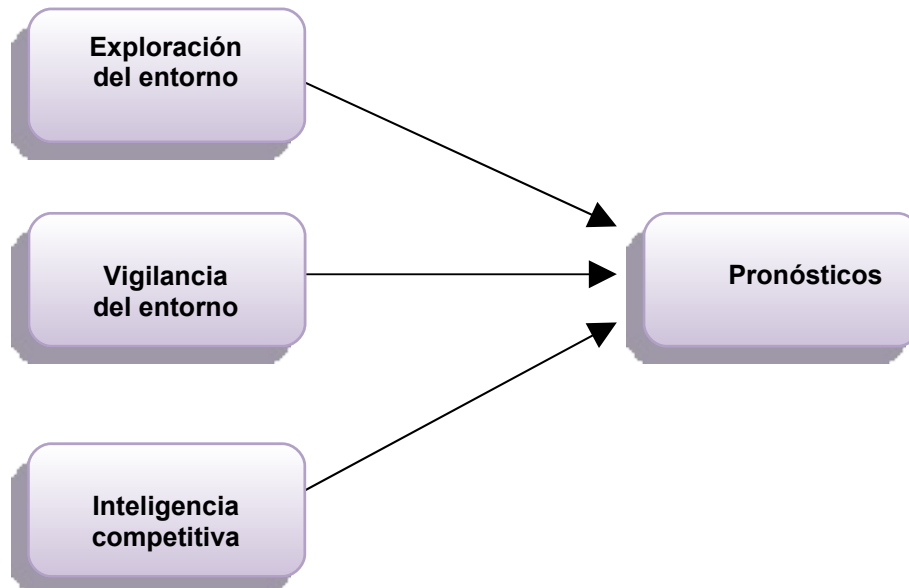 Exploración
del entorno
Vigilancia
del entorno
Pronósticos
Inteligencia
competitiva